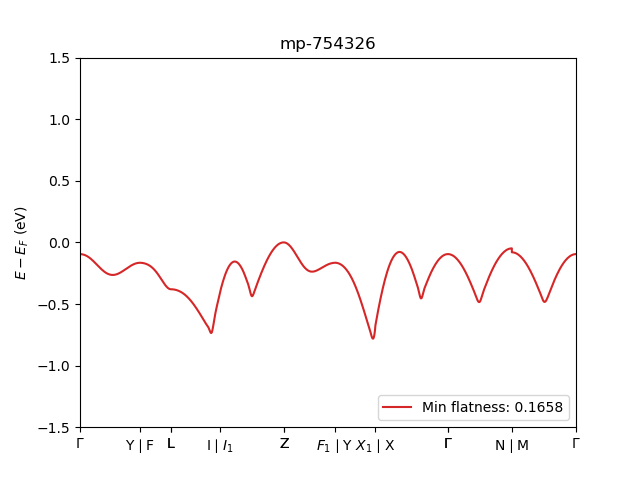 mp-754326
1.5
1.0
0.5
0.0
−0.5
−1.0
−1.5
E − E_F (eV)
Min flatness: 0.1658
Γ Y | F L I | I₁ Z F₁ | Y X₁ | X Γ N | M Γ